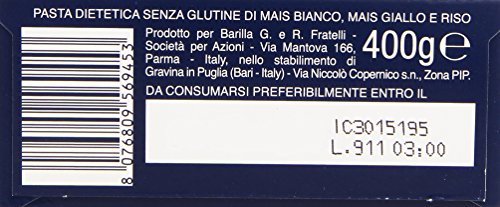 PASTA DIETETICA SENZA GLUTINE DI MAIS BIANCO, MAIS GIALLO E RISO
Prodotto per Barilla G. e R. Fratelli -
Società per Azioni - Via Mantova 166,
Parma - Italy, nello stabilimento di
Gravina in Puglia (Bari - Italy) - Via Niccolò Copernico s.n., Zona PIP.
400g e
DA CONSUMARSI PREFERIBILMENTE ENTRO IL
IC3015195
L.911 03:00
8 076809 569453